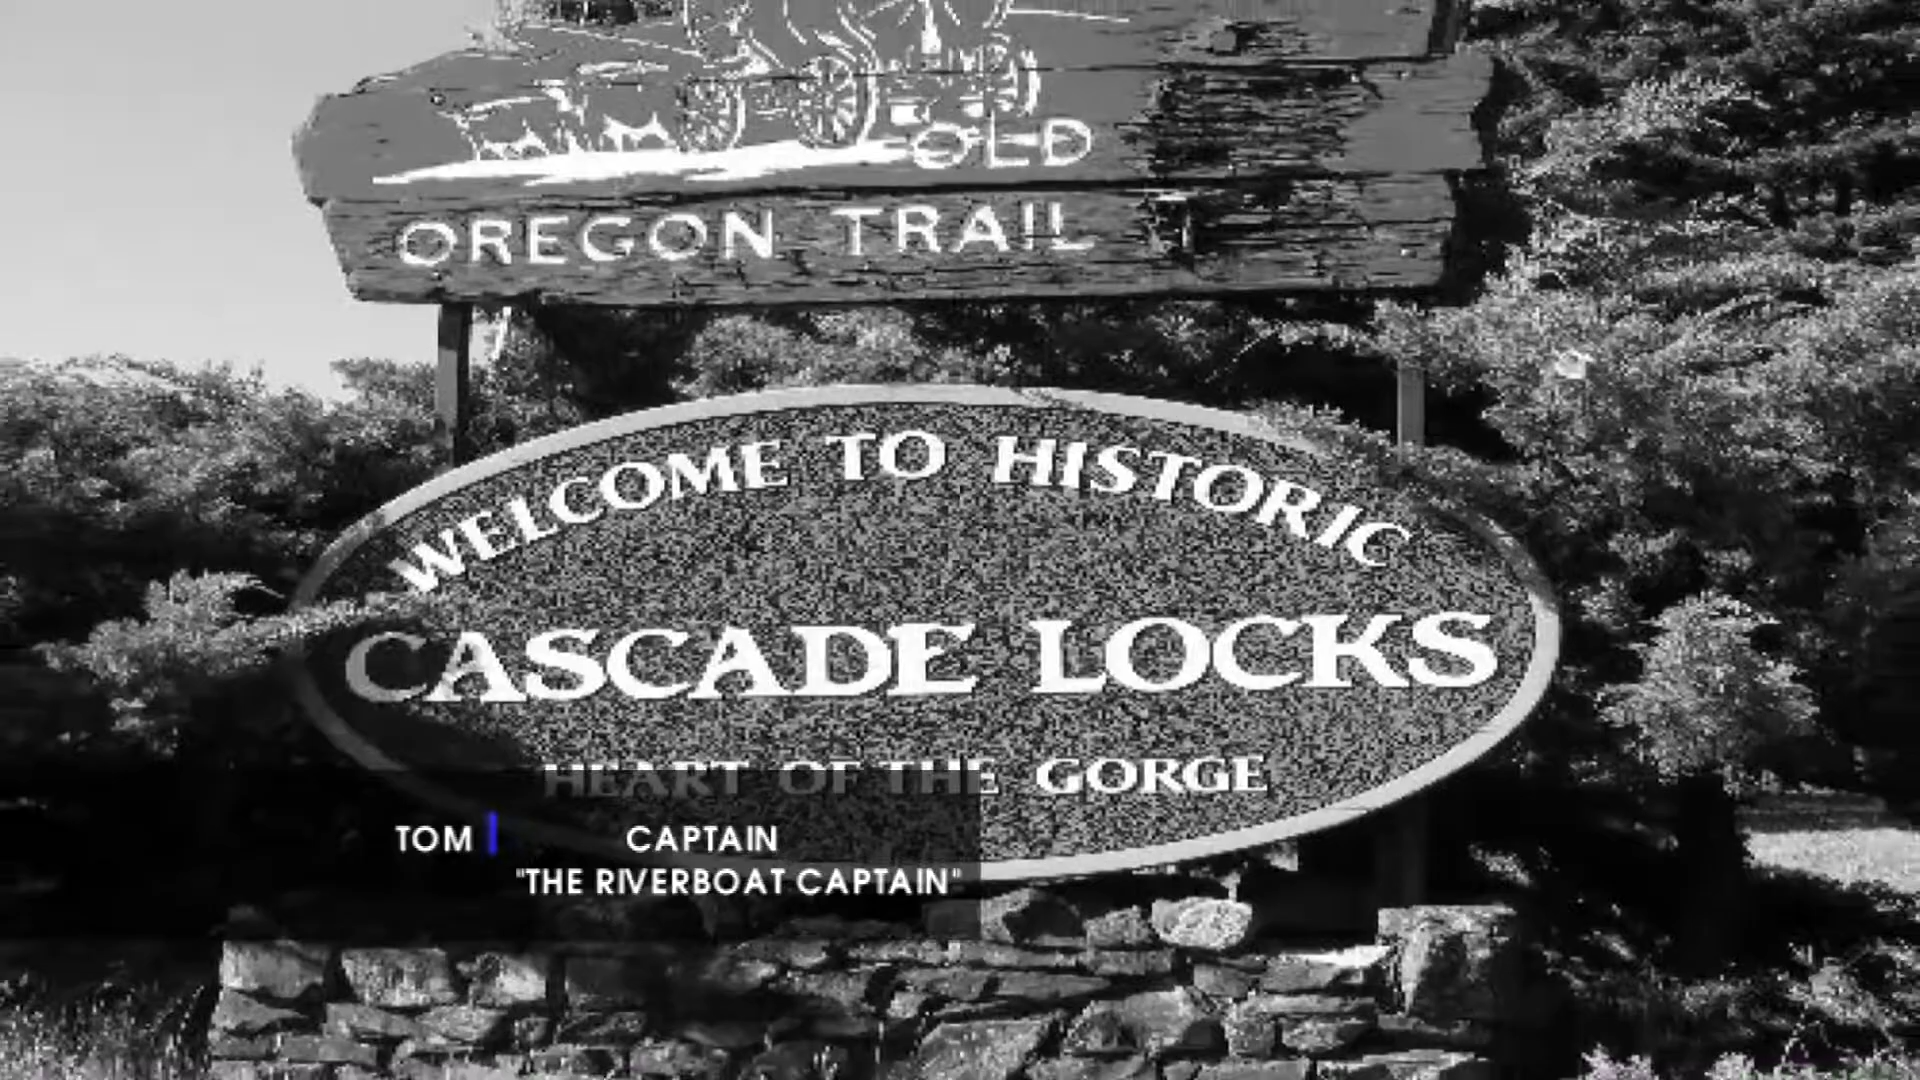 OLD
OREGON TRAIL
WELCOME TO HISTORIC
CASCADE LOCKS
HEART OF THE GORGE
TOM
CAPTAIN
"THE RIVERBOAT CAPTAIN"